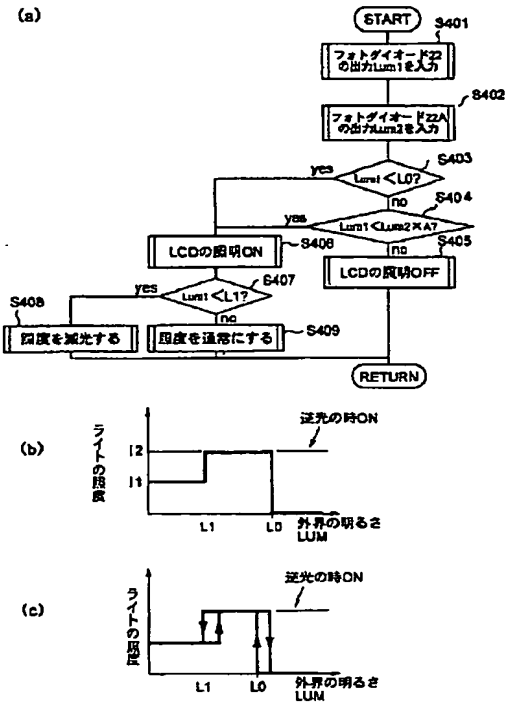 (a)
START
S401
フォトダイオード22
の出力Lum1を入力
S402
フォトダイオード22A
の出力Lum2を入力
S403
yes
Lum1<L0?
no
S404
yes
Lum1<Lum2×A?
no
S405
LCDの照明OFF
S406
LCDの照明ON
S407
yes
Lum1<L1?
no
S408
照度を減光する
S409
照度を通常にする
RETURN
(b)
ライトの照度
I2
I1
逆光の時ON
L1
L0
外界の明るさ
LUM
(c)
ライトの照度
逆光の時ON
L1
L0
外界の明るさ
LUM